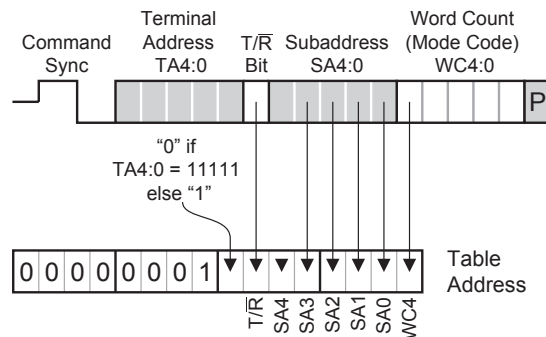 Command
Sync
Terminal
Address
TA4:0
T/R̅
Bit
Subaddress
SA4:0
Word Count
(Mode Code)
WC4:0
P
“0” if
TA4:0 = 11111
else “1”
0 0 0 0 0 0 0 1
Table
Address
T/R̅
SA4
SA3
SA2
SA1
SA0
WC4